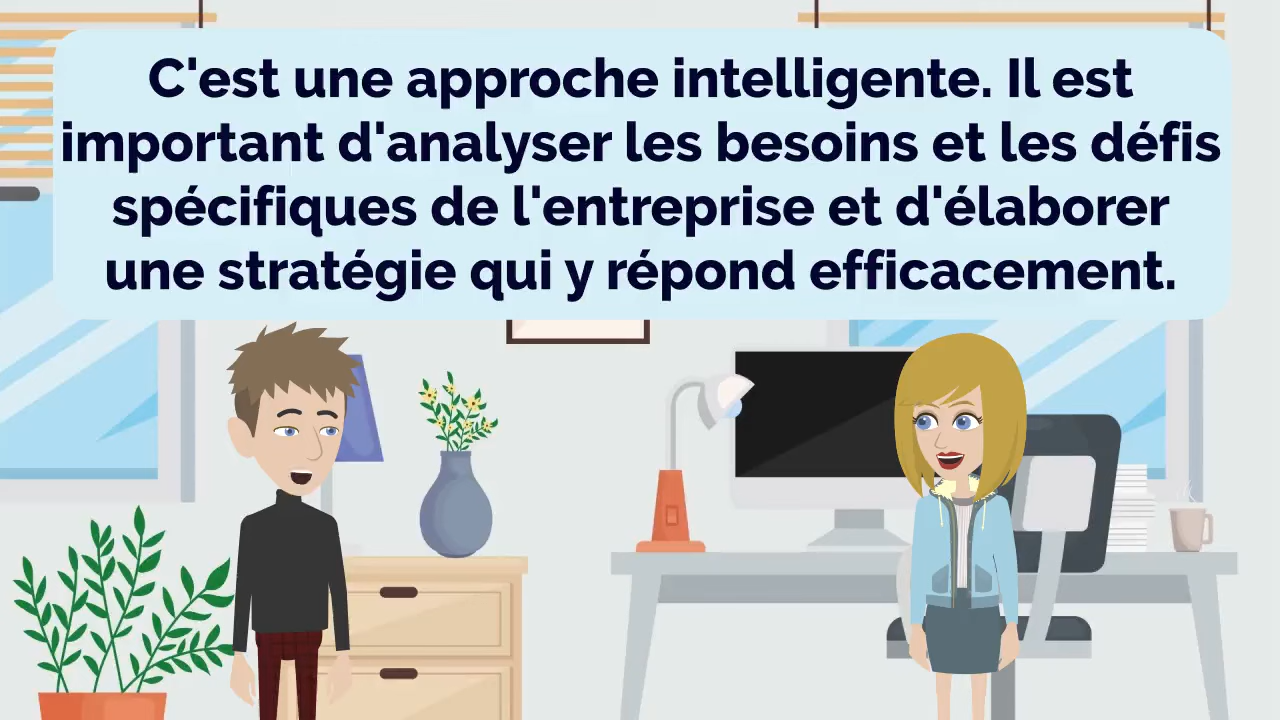 C'est une approche intelligente. Il est
important d'analyser les besoins et les défis
spécifiques de l'entreprise et d'élaborer
une stratégie qui y répond efficacement.